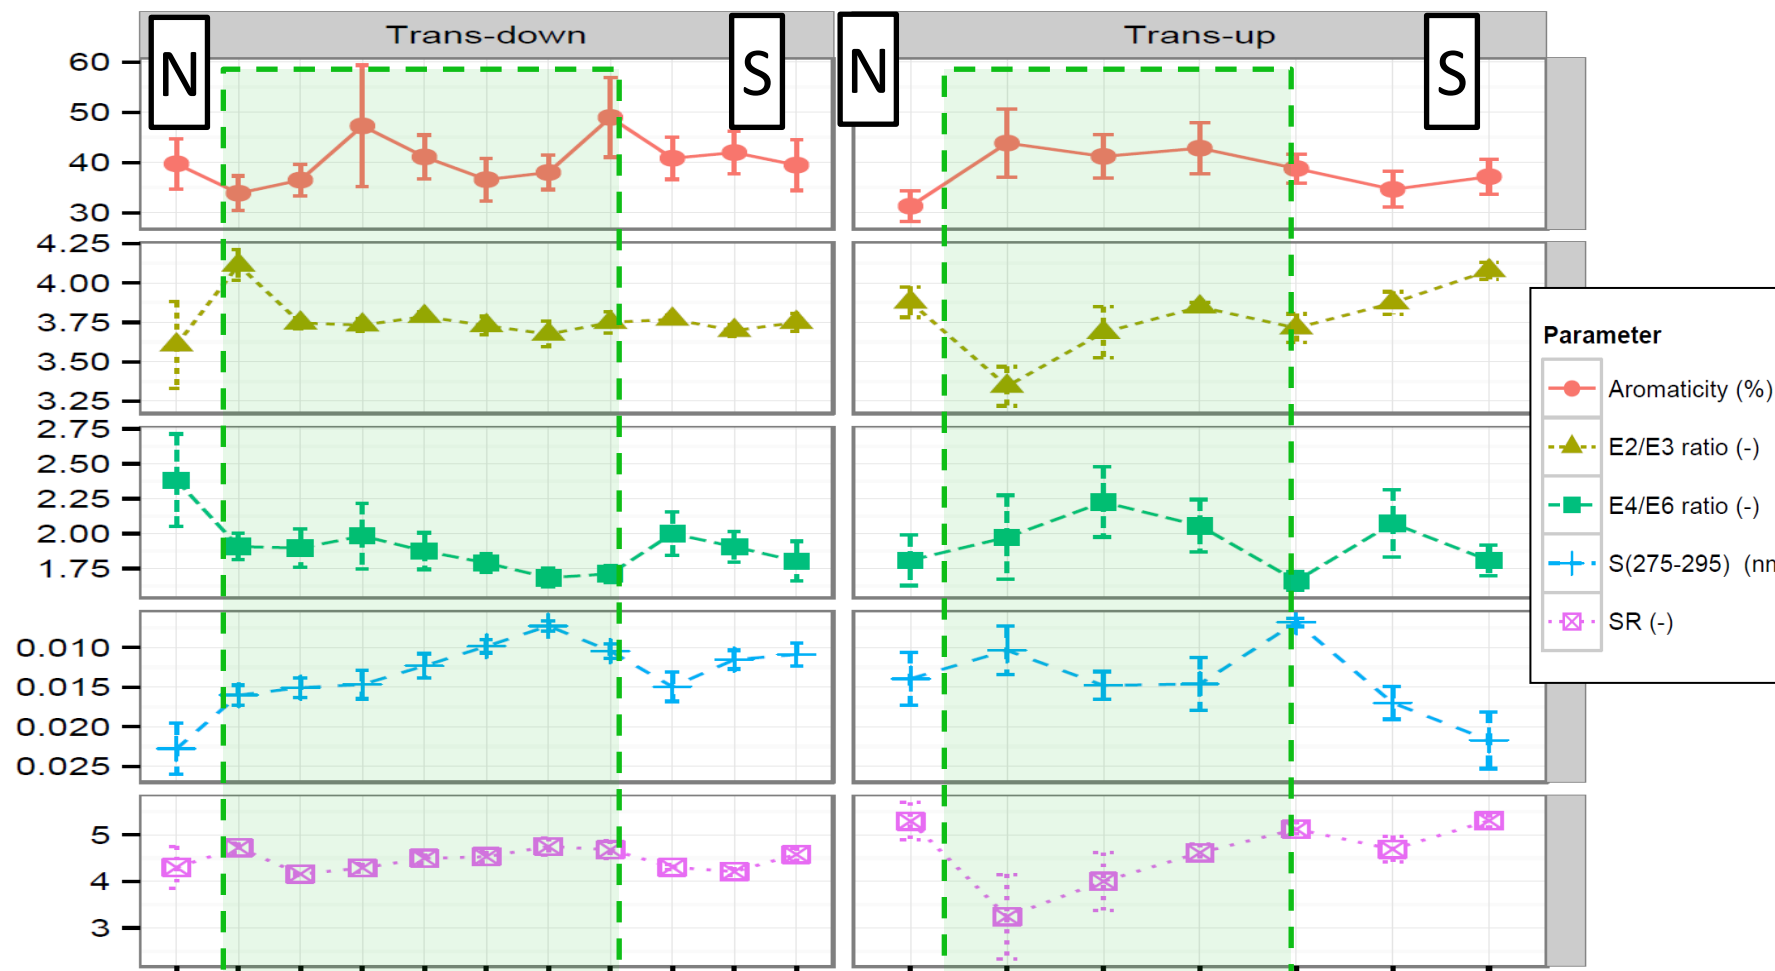 Trans-down
Trans-up
N
S
N
S
60
50
40
30
4.25
4.00
3.75
3.50
3.25
2.75
2.50
2.25
2.00
1.75
0.010
0.015
0.020
0.025
5
4
3
Parameter
Aromaticity (%)
E2/E3 ratio (-)
E4/E6 ratio (-)
S(275-295) (nm
SR (-)